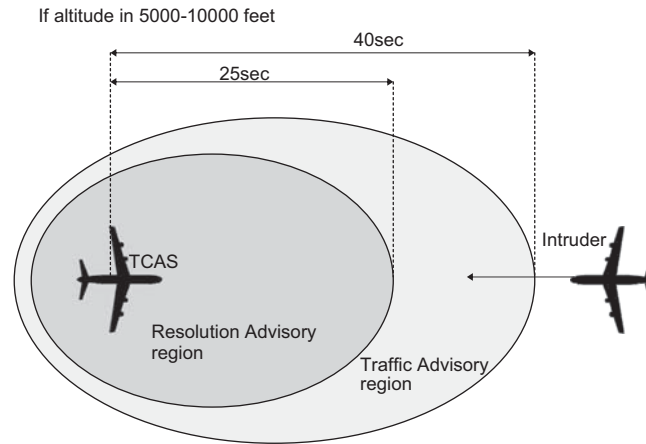 If altitude in 5000-10000 feet
40sec
25sec
Intruder
TCAS
Resolution Advisory
region
Traffic Advisory
region